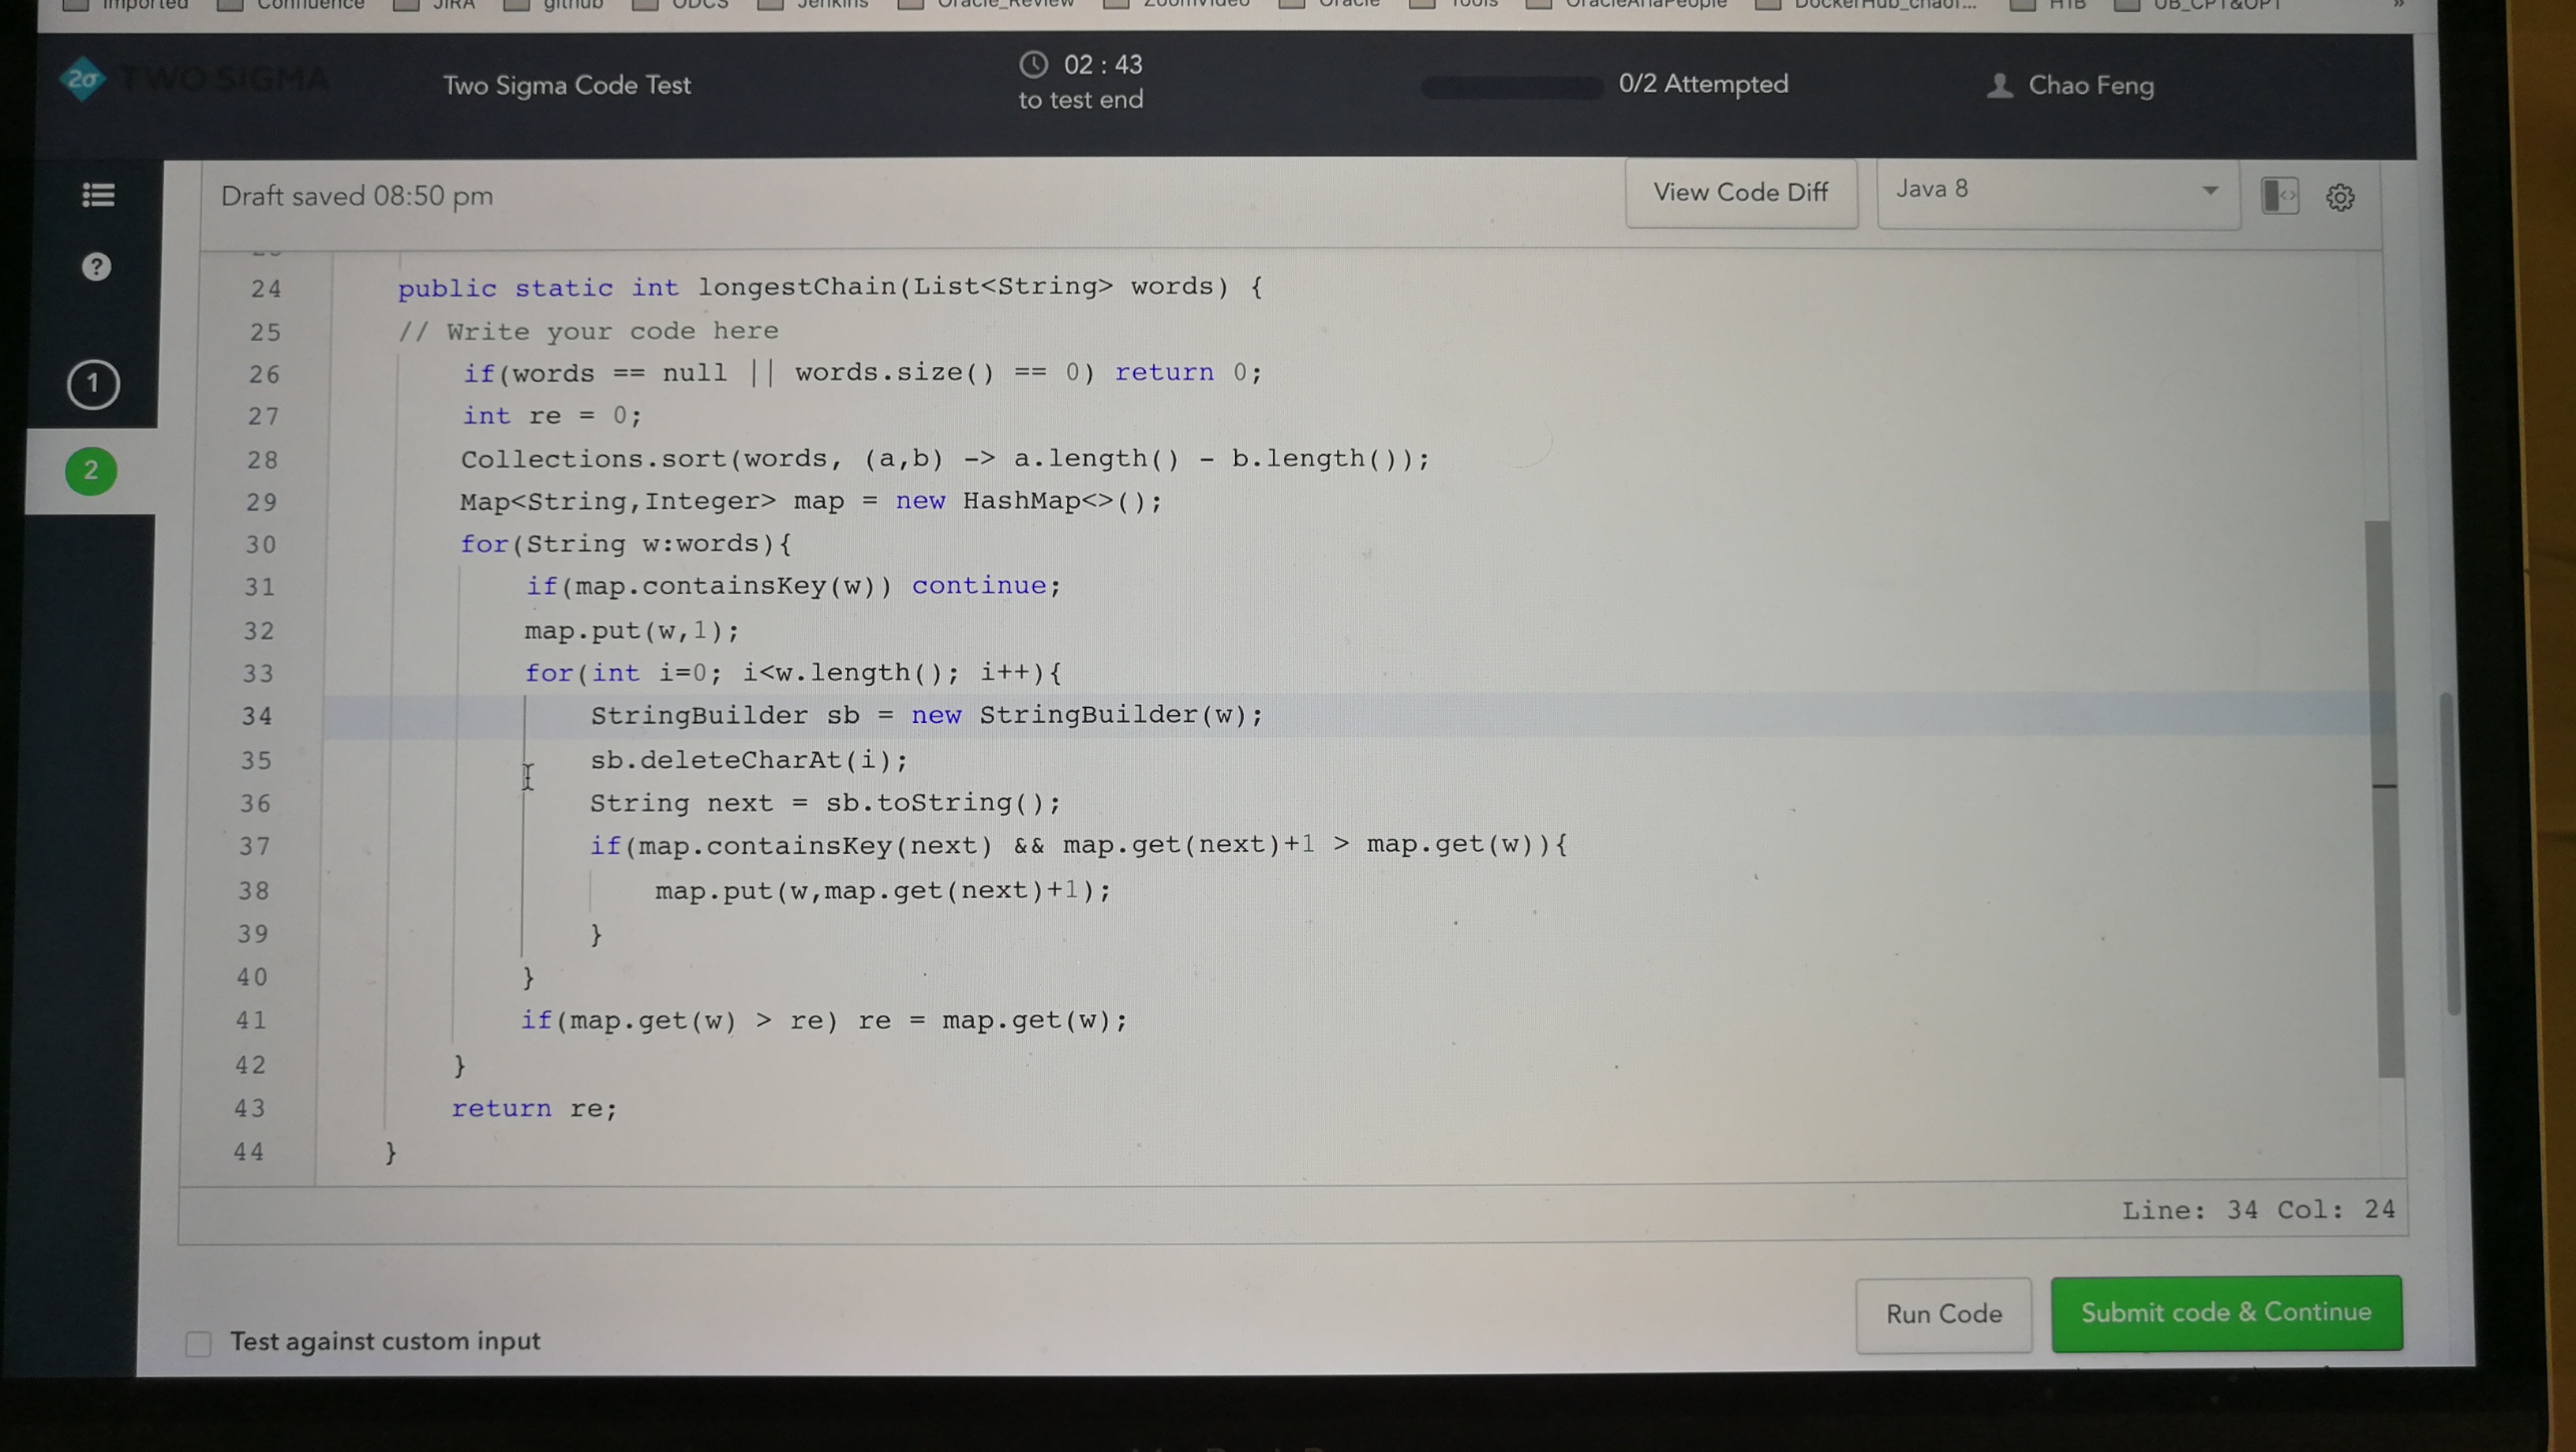 Imported Confluence JIRA github ODCS Jenkins Oracle_Review ZoomVideo Oracle Tools OracleAriaPeople HTB UB_CPT&OPT »
2σ TWO SIGMA
Two Sigma Code Test
02 : 43
to test end
0/2 Attempted
Chao Feng
Draft saved 08:50 pm
View Code Diff
Java 8
?
1
2
24 public static int longestChain(List<String> words) {
25 // Write your code here
26 if(words == null || words.size() == 0) return 0;
27 int re = 0;
28 Collections.sort(words, (a,b) -> a.length() - b.length());
29 Map<String,Integer> map = new HashMap<>();
30 for(String w:words){
31 if(map.containsKey(w)) continue;
32 map.put(w,1);
33 for(int i=0; i<w.length(); i++){
34 StringBuilder sb = new StringBuilder(w);
35 sb.deleteCharAt(i);
36 String next = sb.toString();
37 if(map.containsKey(next) && map.get(next)+1 > map.get(w)){
38 map.put(w,map.get(next)+1);
39 }
40 }
41 if(map.get(w) > re) re = map.get(w);
42 }
43 return re;
44 }
Line: 34 Col: 24
Test against custom input
Run Code
Submit code & Continue